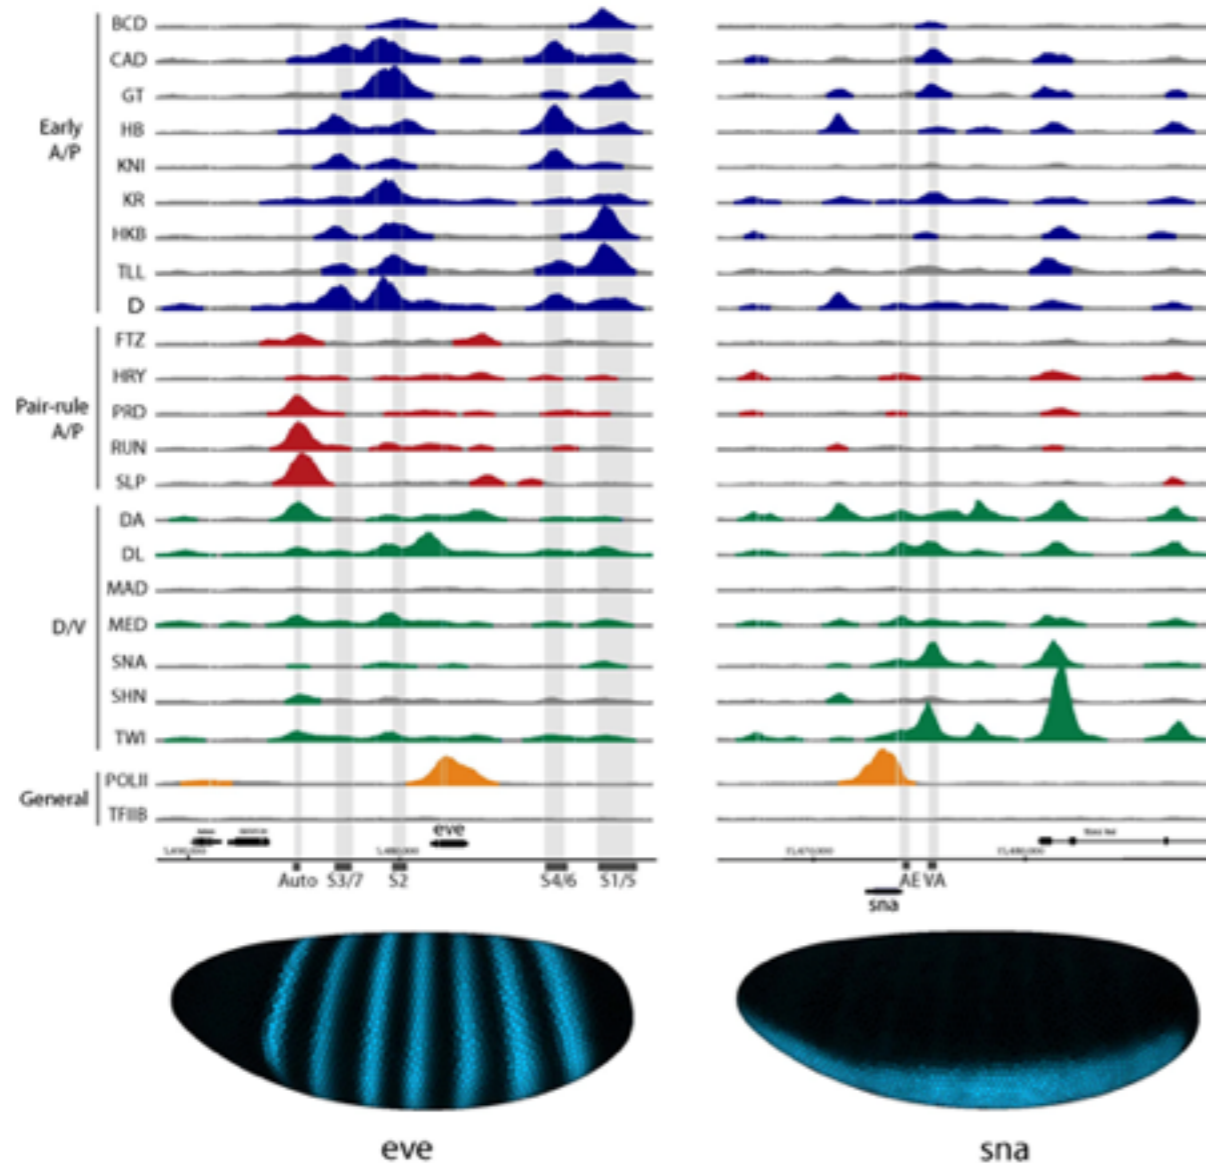 BCD
CAD
GT
Early
A/P
HB
KNI
KR
HKB
TLL
D
FTZ
HRY
Pair-rule
A/P
PRD
RUN
SLP
DA
DL
MAD
D/V
MED
SNA
SHN
TWI
General
POLII
TFIIB
eve
Auto S3/7 S2 S4/6 S1/5
AE VA
sna
eve
sna